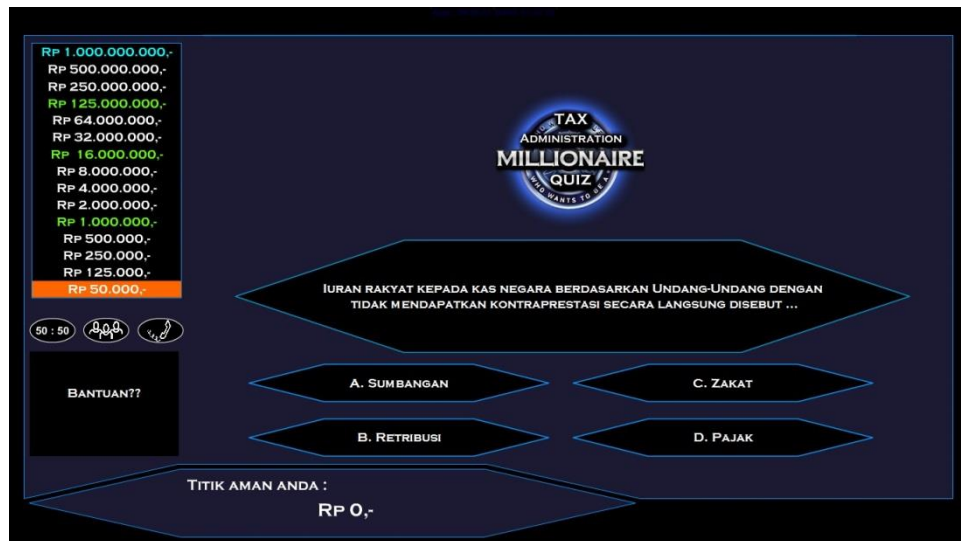 Rp 1.000.000.000,-
Rp 500.000.000,-
Rp 250.000.000,-
Rp 125.000.000,-
Rp 64.000.000,-
Rp 32.000.000,-
Rp 16.000.000,-
Rp 8.000.000,-
Rp 4.000.000,-
Rp 2.000.000,-
Rp 1.000.000,-
Rp 500.000,-
Rp 250.000,-
Rp 125.000,-
Rp 50.000,-
50 : 50
Bantuan??
Tax
Administration
Millionaire
Quiz
Who wants to be a
Iuran rakyat kepada kas negara berdasarkan Undang-Undang dengan
tidak mendapatkan kontraprestasi secara langsung disebut ...
A. Sumbangan
C. Zakat
B. Retribusi
D. Pajak
Titik aman anda :
Rp 0,-